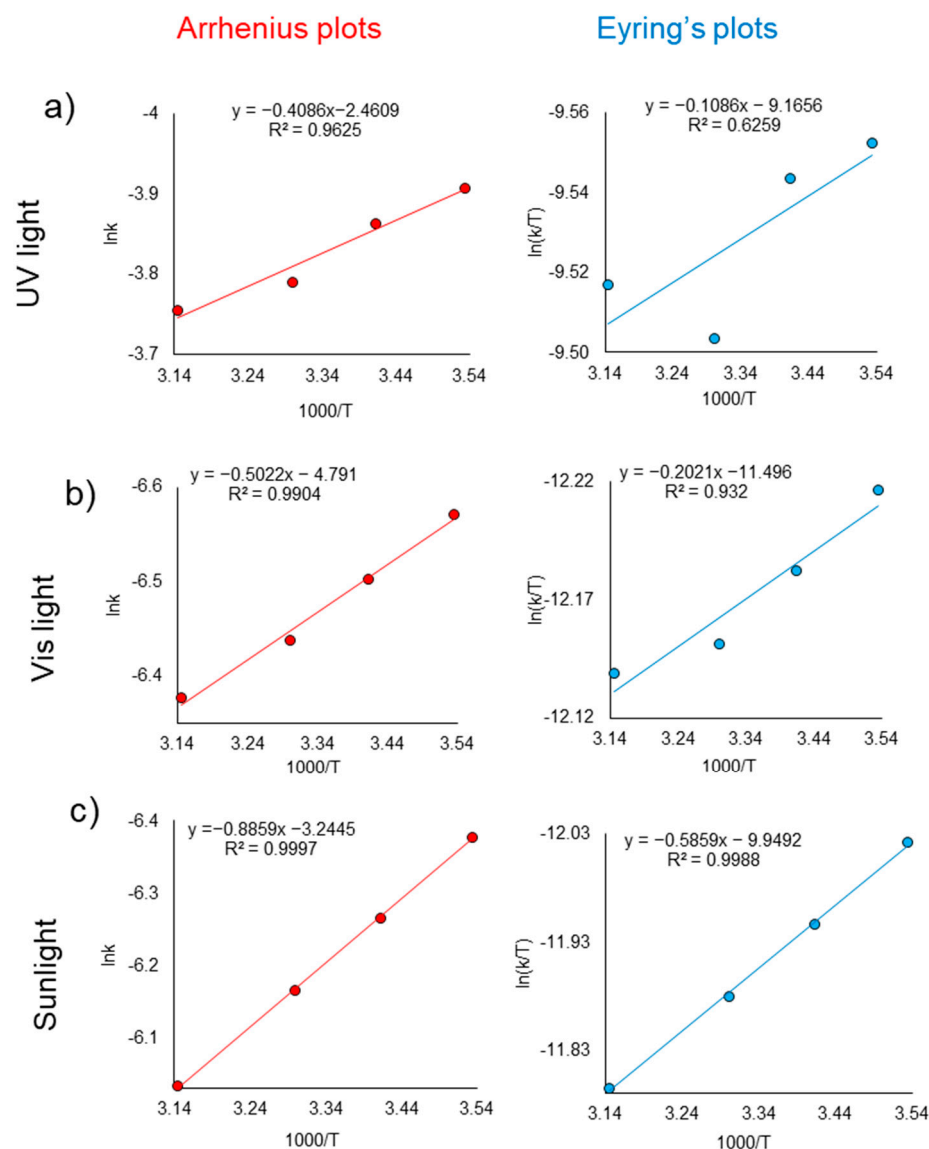 Arrhenius plots
Eyring’s plots
a)
UV light
y = −0.4086x−2.4609
R² = 0.9625
-4
-3.9
-3.8
-3.7
lnk
3.14 3.24 3.34 3.44 3.54
1000/T
y = −0.1086x − 9.1656
R² = 0.6259
-9.56
-9.54
-9.52
-9.50
ln(k/T)
3.14 3.24 3.34 3.44 3.54
1000/T
b)
Vis light
y = −0.5022x − 4.791
R² = 0.9904
-6.6
-6.5
-6.4
lnk
3.14 3.24 3.34 3.44 3.54
1000/T
y = −0.2021x −11.496
R² = 0.932
-12.22
-12.17
-12.12
ln(k/T)
3.14 3.24 3.34 3.44 3.54
1000/T
c)
Sunlight
y =−0.8859x −3.2445
R² = 0.9997
-6.4
-6.3
-6.2
-6.1
lnk
3.14 3.24 3.34 3.44 3.54
1000/T
y = −0.5859x − 9.9492
R² = 0.9988
-12.03
-11.93
-11.83
ln(k/T)
3.14 3.24 3.34 3.44 3.54
1000/T